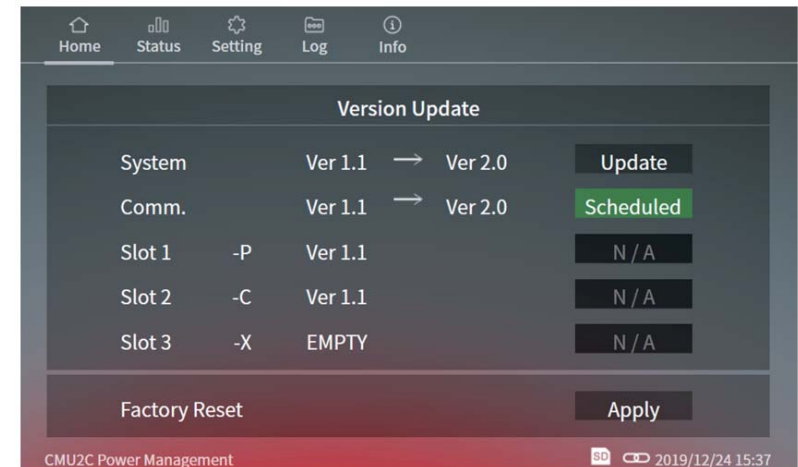 Home Status Setting Log Info
Version Update
System Ver 1.1 → Ver 2.0 Update
Comm. Ver 1.1 → Ver 2.0 Scheduled
Slot 1 -P Ver 1.1 N / A
Slot 2 -C Ver 1.1 N / A
Slot 3 -X EMPTY N / A
Factory Reset Apply
CMU2C Power Management SD 2019/12/24 15:37